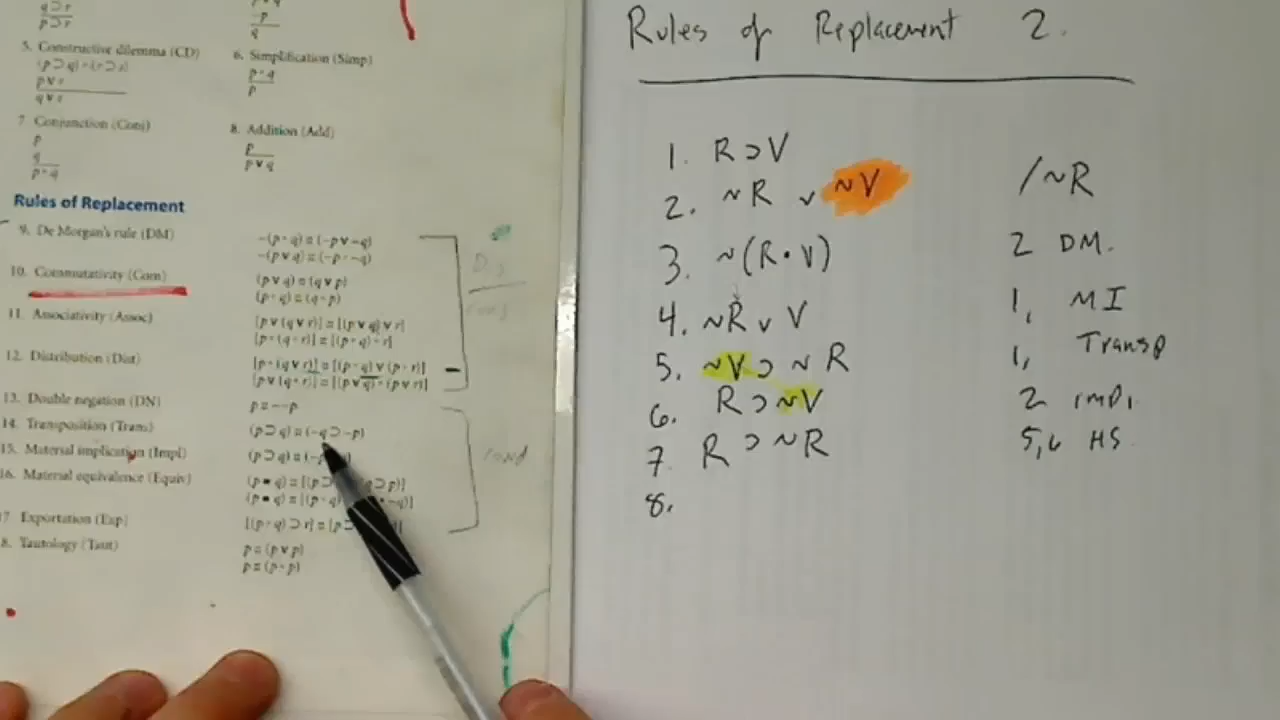 q ⊃ r
p ⊃ r
~p
q
5. Constructive dilemma (CD)
(p ⊃ q) • (r ⊃ s)
p ∨ r
q ∨ s
6. Simplification (Simp)
p • q
p
7. Conjunction (Conj)
p
q
p • q
8. Addition (Add)
p
p ∨ q
Rules of Replacement
9. De Morgan's rule (DM)
~(p • q) ≡ (~p ∨ ~q)
~(p ∨ q) ≡ (~p • ~q)
10. Commutativity (Com)
(p ∨ q) ≡ (q ∨ p)
(p • q) ≡ (q • p)
11. Associativity (Assoc)
[p ∨ (q ∨ r)] ≡ [(p ∨ q) ∨ r]
[p • (q • r)] ≡ [(p • q) • r]
12. Distribution (Dist)
[p • (q ∨ r)] ≡ [(p • q) ∨ (p • r)]
[p ∨ (q • r)] ≡ [(p ∨ q) • (p ∨ r)]
13. Double negation (DN)
p ≡ ~~p
14. Transposition (Trans)
(p ⊃ q) ≡ (~q ⊃ ~p)
15. Material implication (Impl)
(p ⊃ q) ≡ (~
16. Material equivalence (Equiv)
(p ≡ q) ≡ [(p ⊃ q ⊃ p)]
(p ≡ q) ≡ [(p • q) • ~q)]
17. Exportation (Exp)
[(p • q) ⊃ r] ≡ [p ⊃
8. Tautology (Taut)
p ≡ (p ∨ p)
p ≡ (p • p)
cond
Rules of Replacement 2.
1. R ⊃ V
2. ~R ∨ ~V /~R
3. ~(R • V) 2 DM.
4. ~R ∨ V 1, MI
5. ~V ⊃ ~R 1, Transp
6. R ⊃ ~V 2 impl
7. R ⊃ ~R 5,6 HS
8.